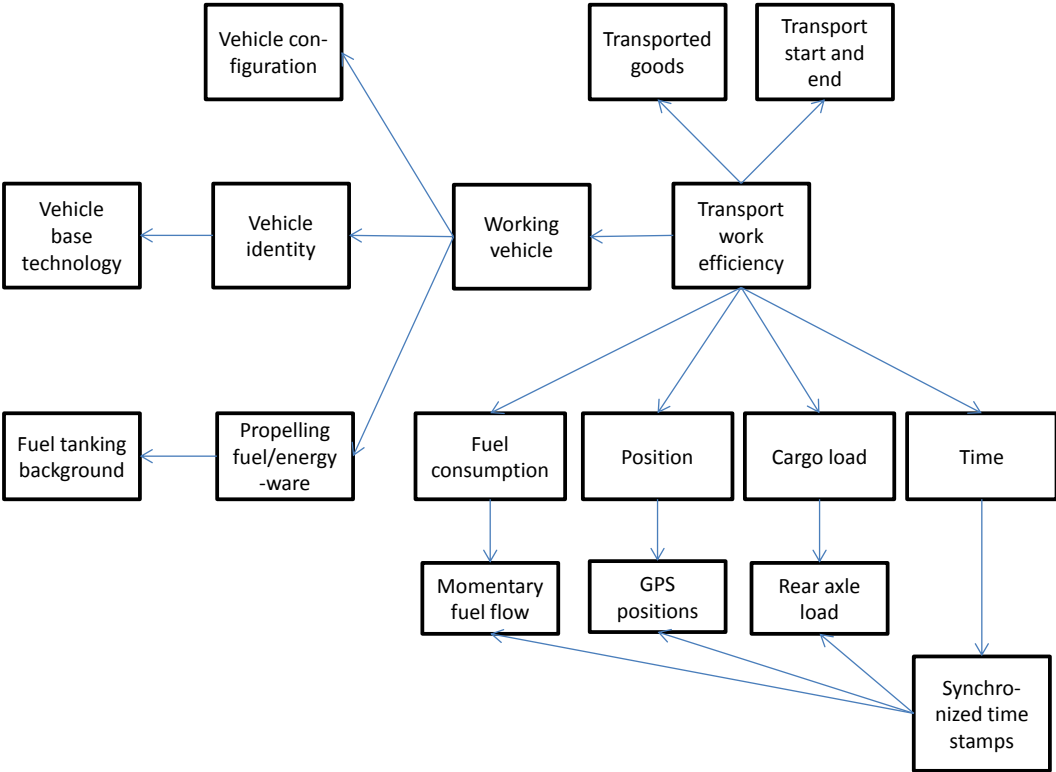 Vehicle con-
figuration
Transported
goods
Transport
start and
end
Vehicle
base
technology
Vehicle
identity
Working
vehicle
Transport
work
efficiency
Fuel tanking
background
Propelling
fuel/energy
-ware
Fuel
consumption
Position
Cargo load
Time
Momentary
fuel flow
GPS
positions
Rear axle
load
Synchro-
nized time
stamps